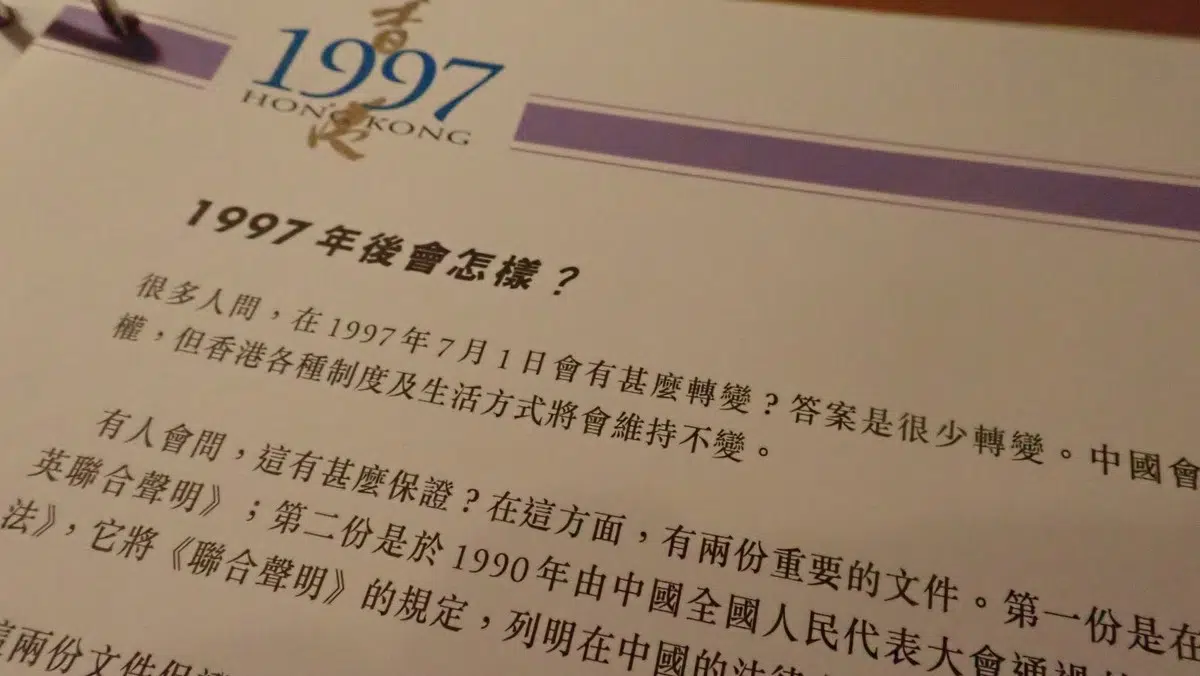 香港
1997
HONG KONG
1997年後會怎樣？
很多人問，在1997年7月1日會有甚麼轉變？答案是很少轉變。中國會
權，但香港各種制度及生活方式將會維持不變。
有人會問，這有甚麼保證？在這方面，有兩份重要的文件。第一份是在
英聯合聲明》；第二份是於1990年由中國全國人民代表大會通過
法》，它將《聯合聲明》的規定，列明在中國的法律
這兩份文件保證